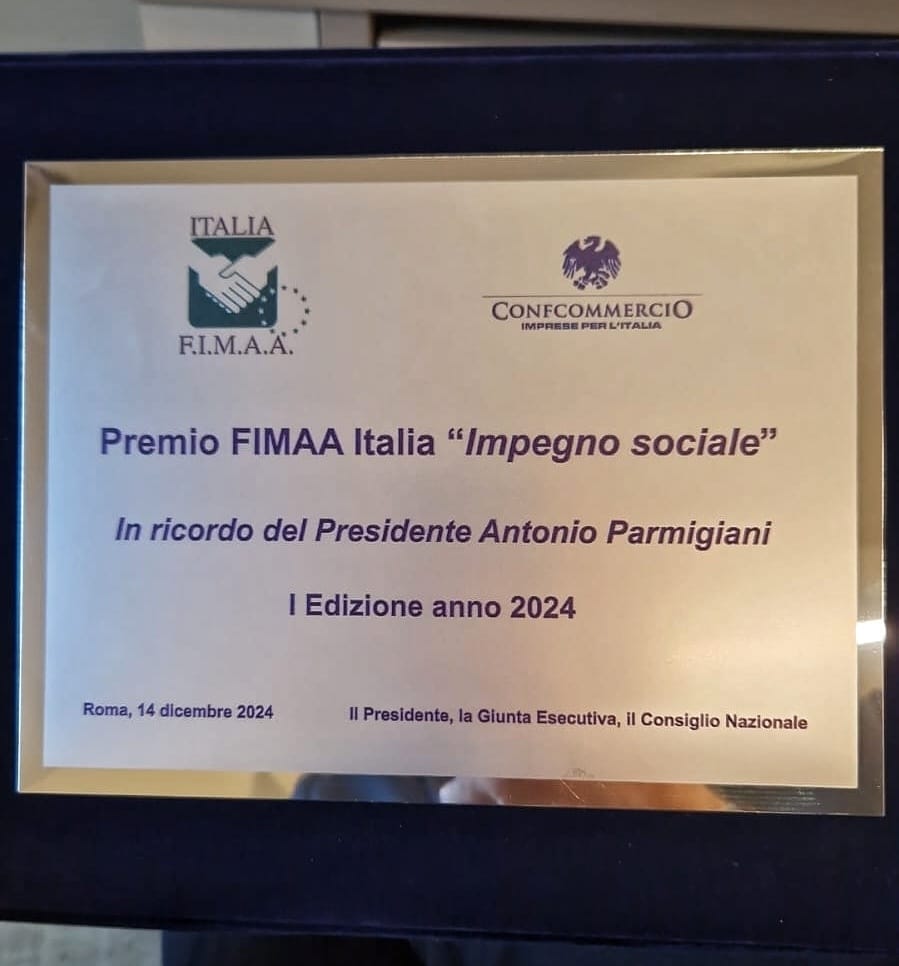 ITALIA
F.I.M.A.A.
CONFCOMMERCIO
IMPRESE PER L'ITALIA
Premio FIMAA Italia “Impegno sociale”
In ricordo del Presidente Antonio Parmigiani
I Edizione anno 2024
Roma, 14 dicembre 2024
Il Presidente, la Giunta Esecutiva, il Consiglio Nazionale